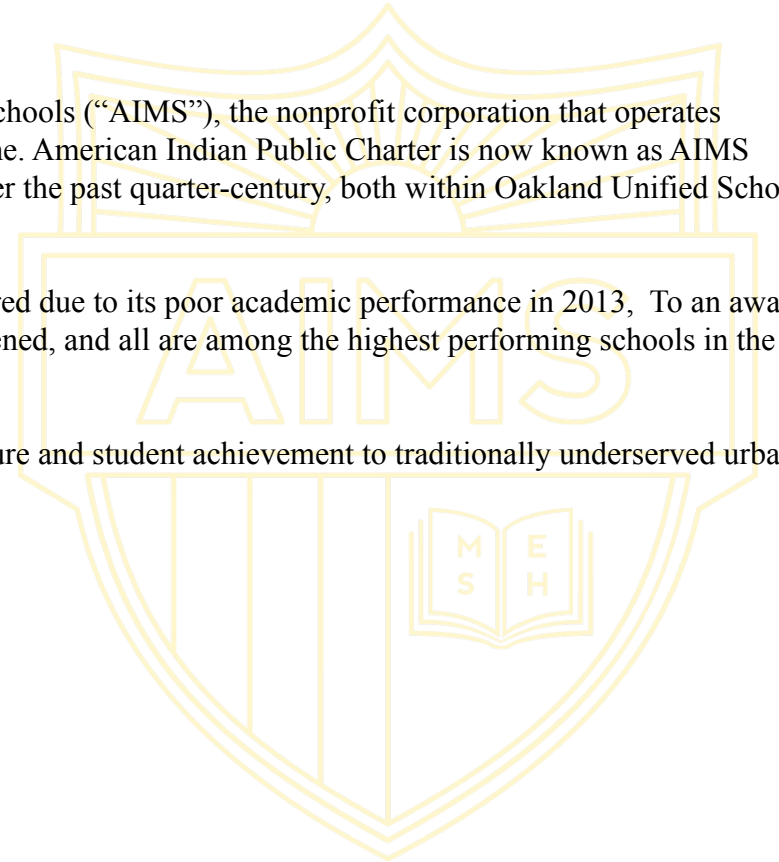 chools (“AIMS”), the nonprofit corporation that operates
ne. American Indian Public Charter is now known as AIMS
er the past quarter-century, both within Oakland Unified Scho
red due to its poor academic performance in 2013,  To an awa
ened, and all are among the highest performing schools in the
AIMS
ure and student achievement to traditionally underserved urba
M E
S H